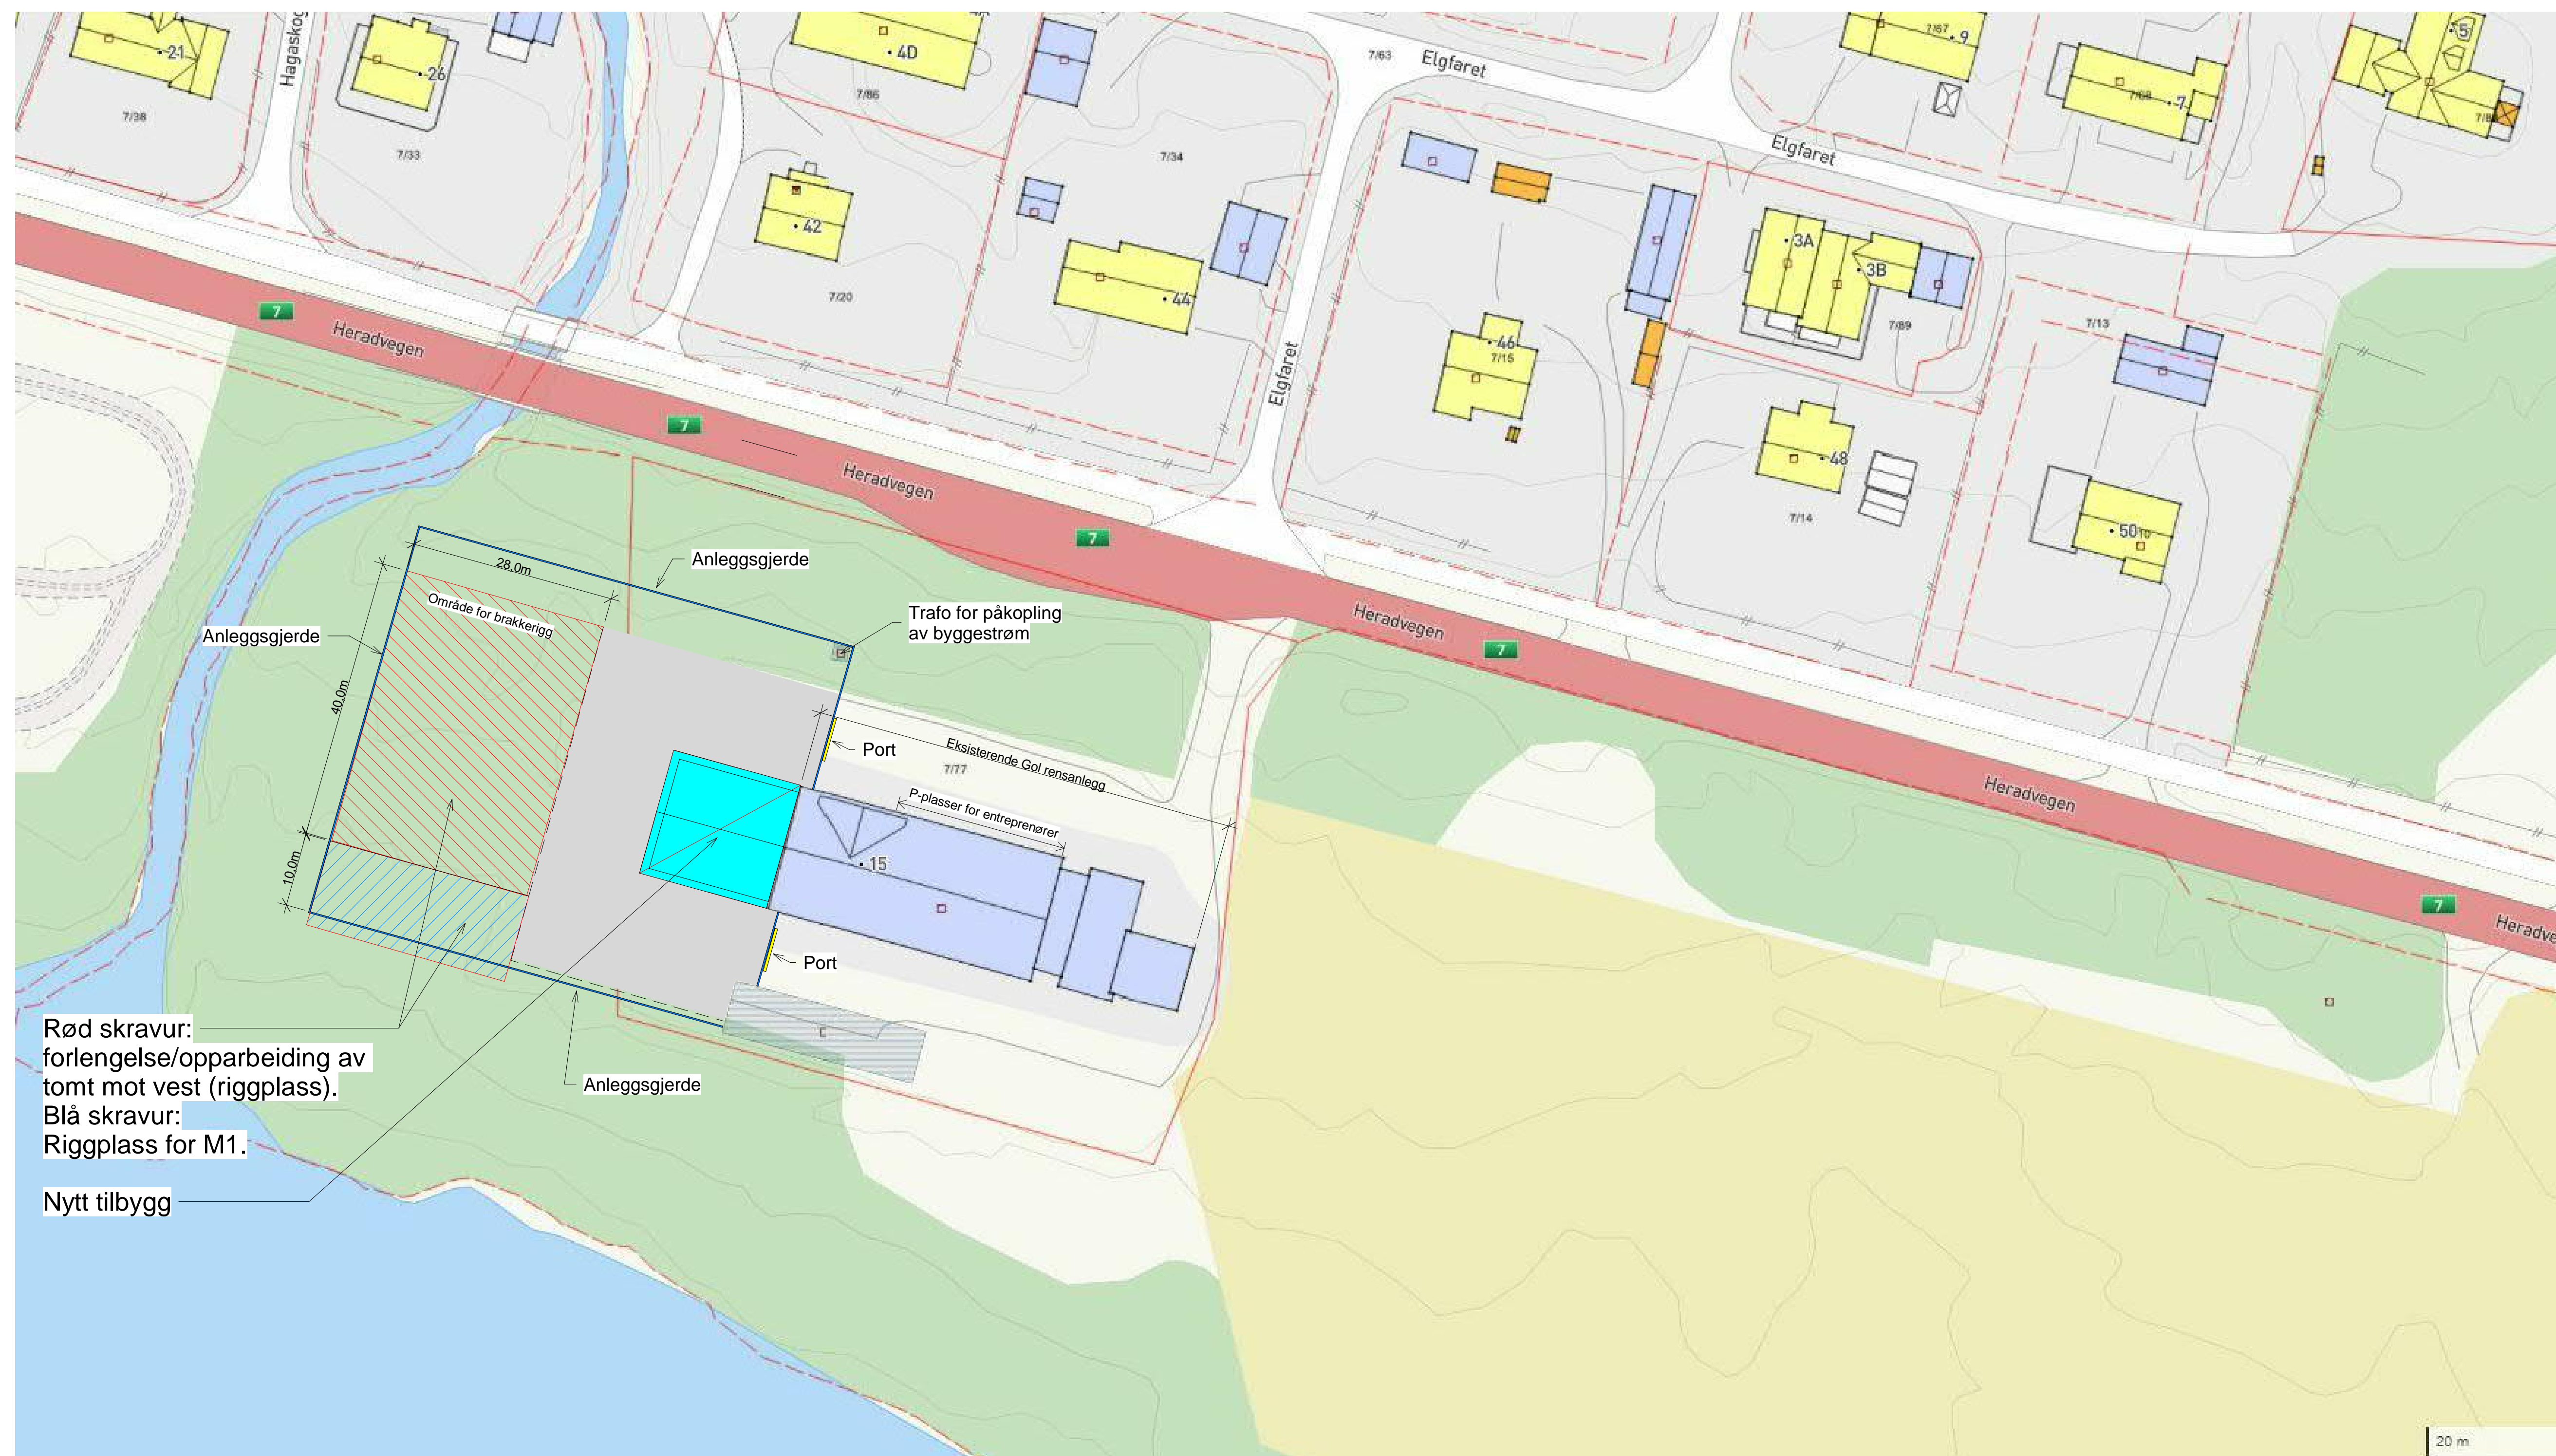 21
7/38
Hagaskog
26
7/33
4D
7/86
7/34
7/63
Elgfaret
7/67
9
7/68
7
5
Elgfaret
42
7/20
44
Elgfaret
3A
3B
7/89
7/13
46
7/15
48
7/14
50
7
Heradvegen
7
Heradvegen
7
Heradvegen
7
Heradvegen
7
Heradve
Anleggsgjerde
28,0m
Område for brakkerigg
Anleggsgjerde
Trafo for påkopling
av byggestrøm
40,0m
10,0m
Port
Eksisterende Gol rensanlegg
7/77
P-plasser for entreprenører
15
Port
Anleggsgjerde
Rød skravur:
forlengelse/opparbeiding av
tomt mot vest (riggplass).
Blå skravur:
Riggplass for M1.
Nytt tilbygg
20 m